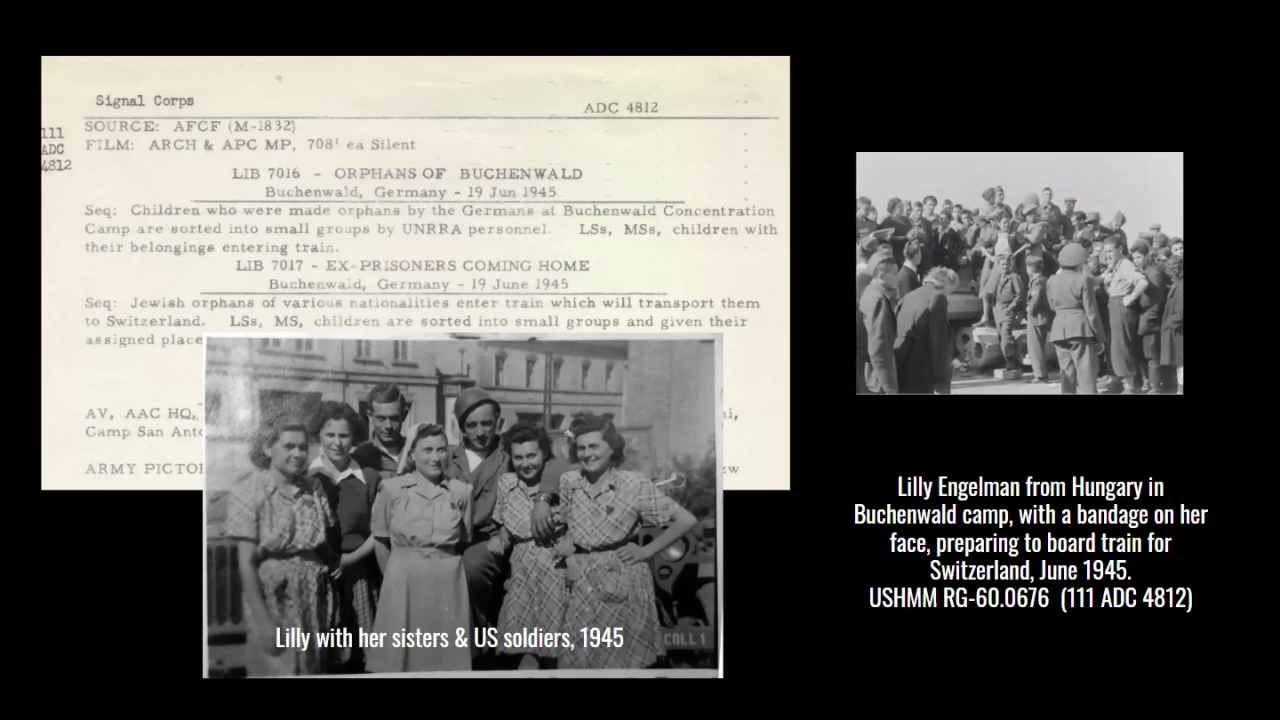 Signal Corps
ADC 4812
111
ADC
4812
SOURCE: AFCF (M-1832)
FILM: ARCH & APC MP, 708' ea Silent
LIB 7016 - ORPHANS OF BUCHENWALD
Buchenwald, Germany - 19 Jun 1945
Seq: Children who were made orphans by the Germans at Buchenwald Concentration
Camp are sorted into small groups by UNRRA personnel. LSs, MSs, children with
their belongings entering train.
LIB 7017 - EX-PRISONERS COMING HOME
Buchenwald, Germany - 19 June 1945
Seq: Jewish orphans of various nationalities enter train which will transport them
to Switzerland. LSs, MS, children are sorted into small groups and given their
assigned place
AV, AAC HQ,
Camp San Anto
ARMY PICTO
COLL 1
Lilly with her sisters & US soldiers, 1945
Lilly Engelman from Hungary in
Buchenwald camp, with a bandage on her
face, preparing to board train for
Switzerland, June 1945.
USHMM RG-60.0676 (111 ADC 4812)